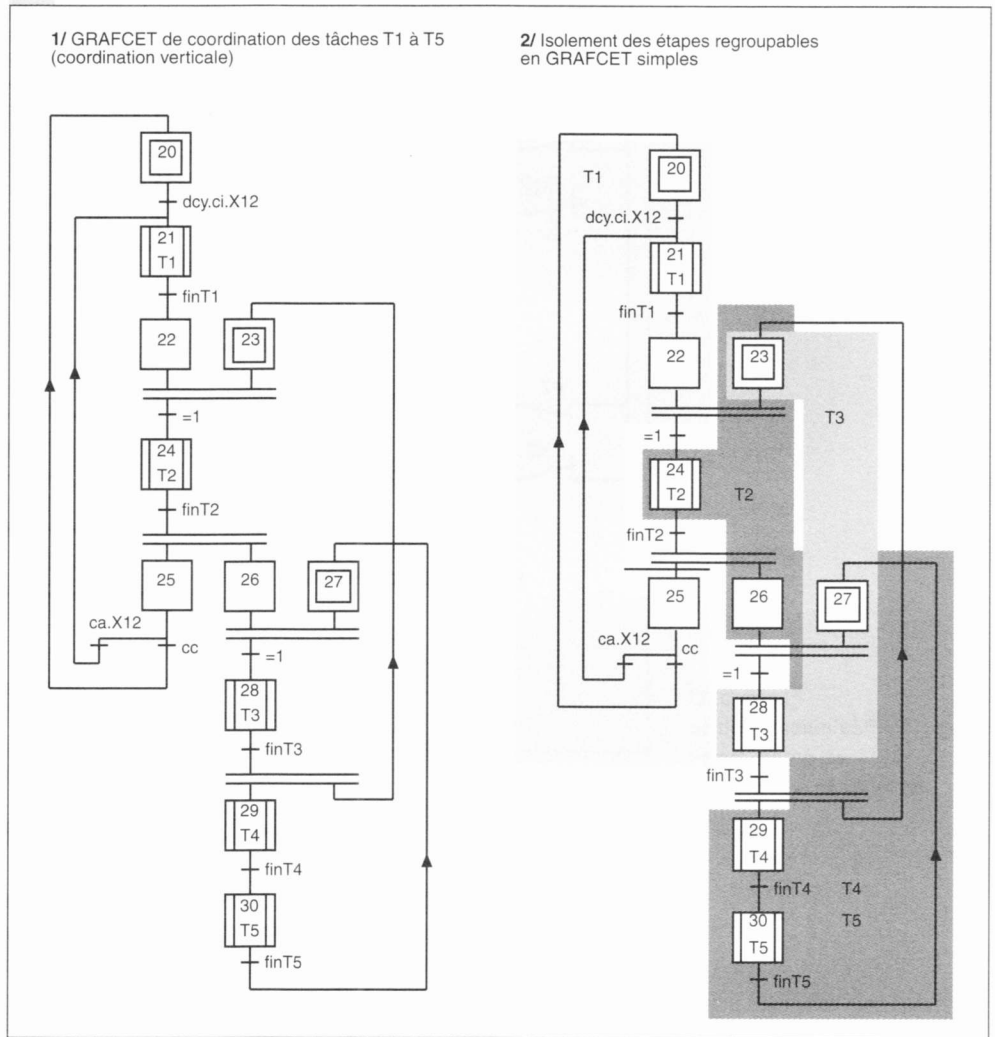 1/ GRAFCET de coordination des tâches T1 à T5
(coordination verticale)
20
dcy.ci.X12
21
T1
finT1
22
23
=1
24
T2
finT2
25
26
27
ca.X12
cc
=1
28
T3
finT3
29
T4
finT4
30
T5
finT5
2/ Isolement des étapes regroupables
en GRAFCET simples
T1
20
dcy.ci.X12
21
T1
finT1
22
23
T3
=1
24
T2
T2
finT2
25
26
27
ca.X12
cc
=1
28
T3
finT3
29
T4
finT4
T4
30
T5
T5
finT5